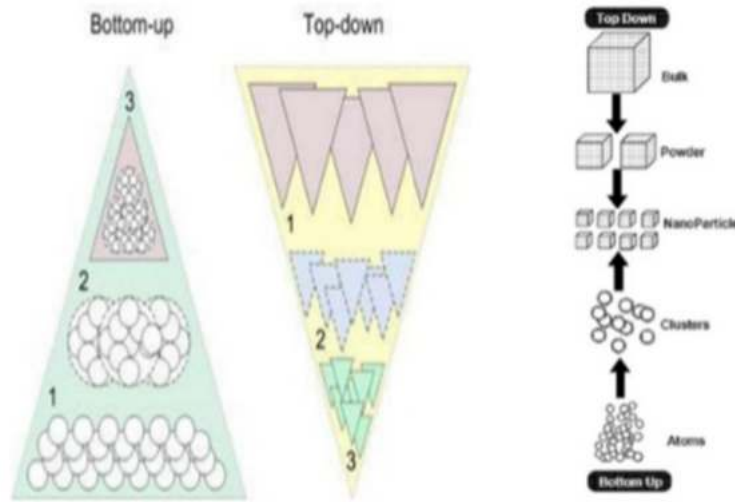 Bottom-up
Top-down
3
2
1
1
2
3
Top Down
Bulk
Powder
NanoParticle
Clusters
Atoms
Bottom Up